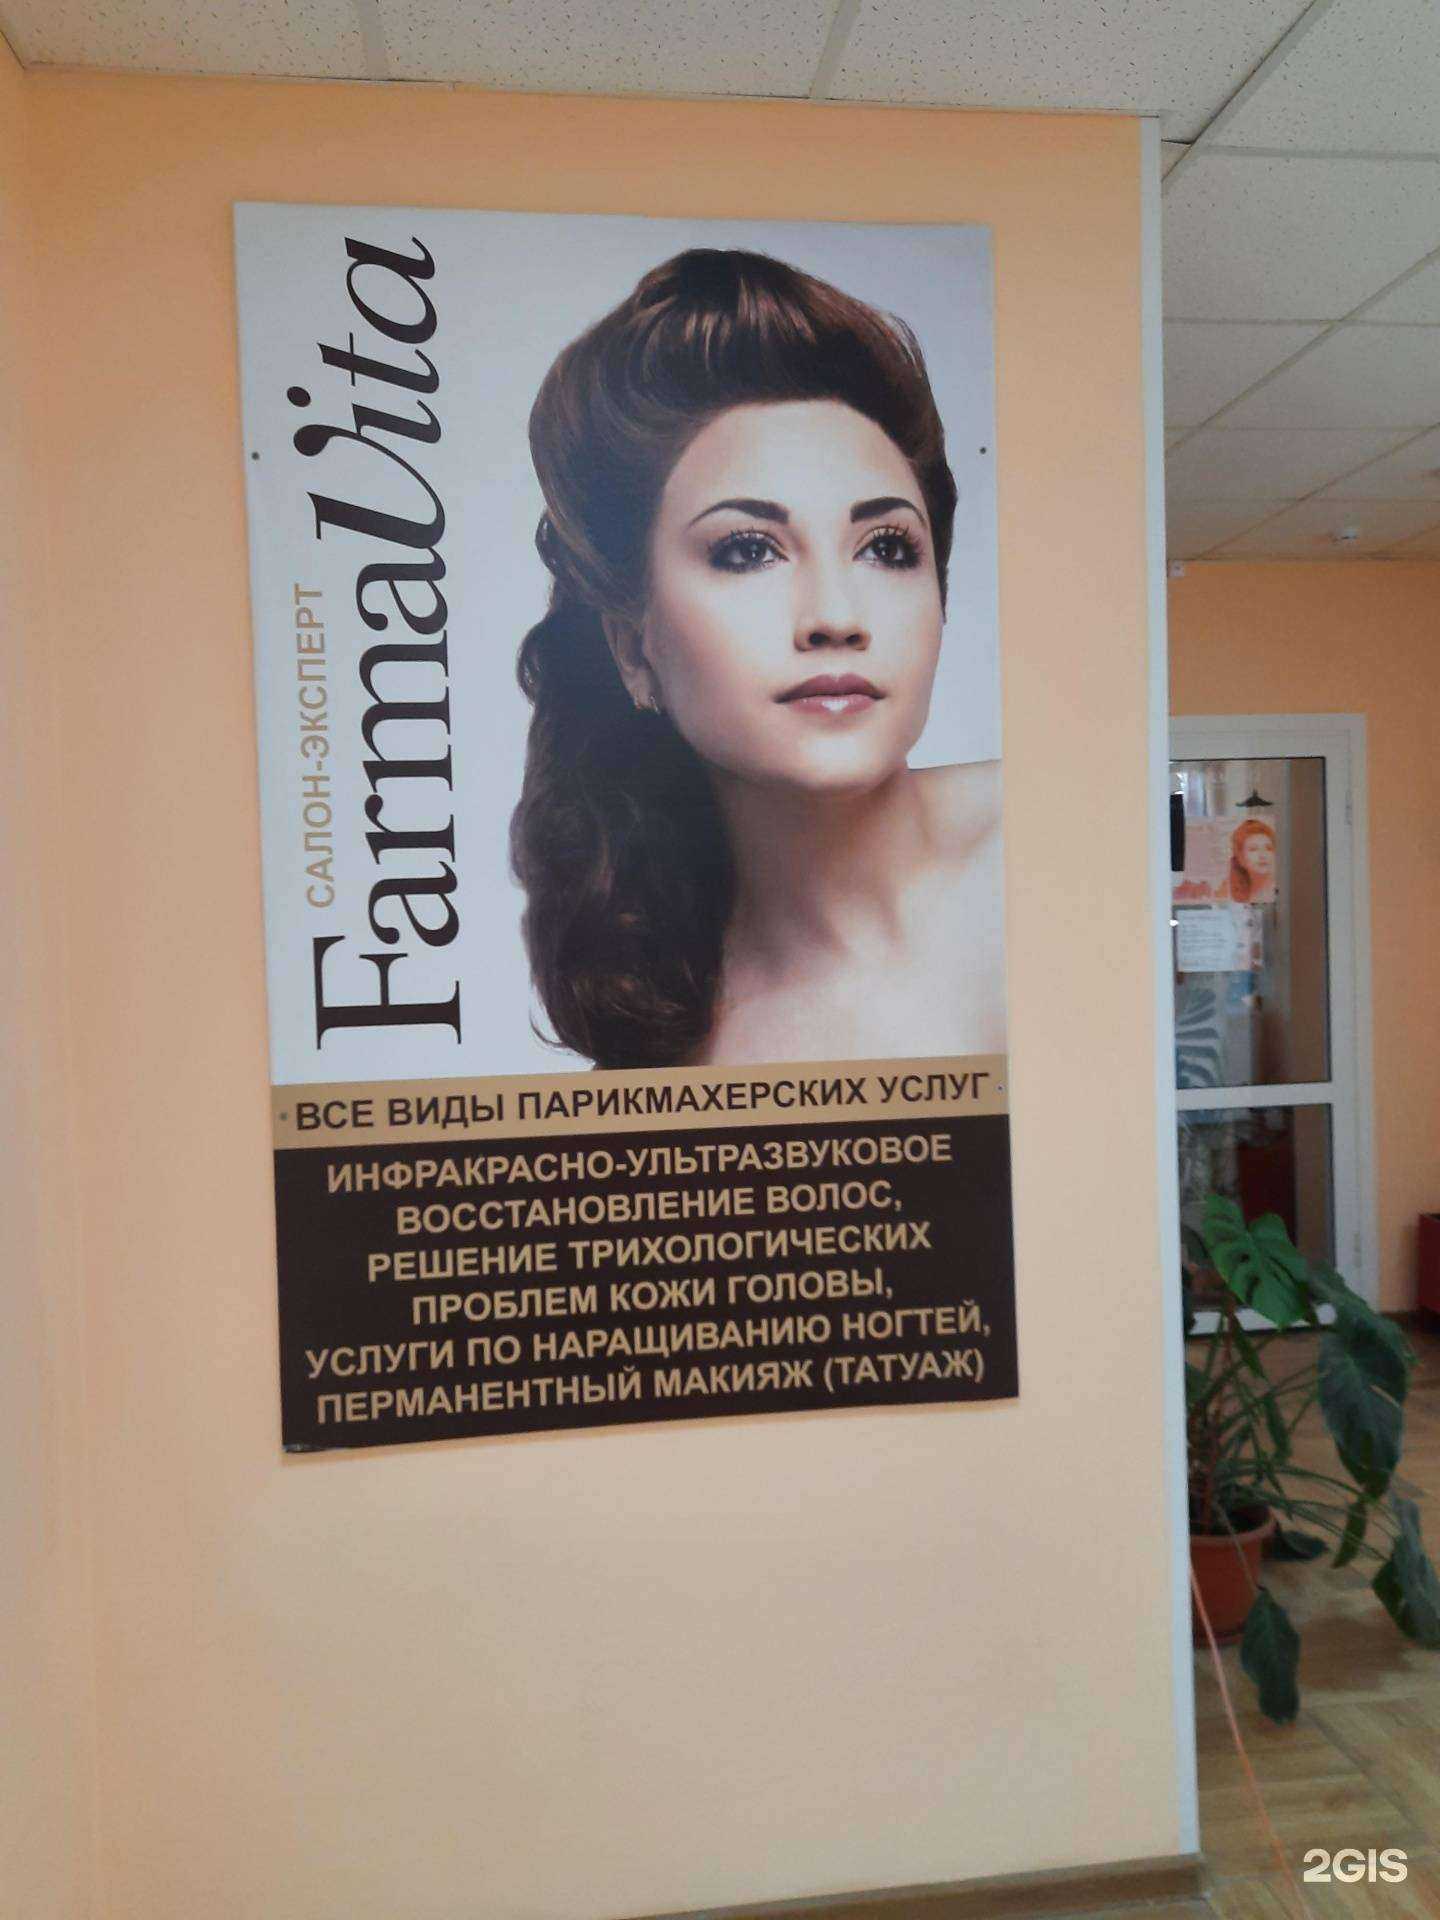 САЛОН-ЭКСПЕРТ
FarmaVita
ВСЕ ВИДЫ ПАРИКМАХЕРСКИХ УСЛУГ
ИНФРАКРАСНО-УЛЬТРАЗВУКОВОЕ
ВОССТАНОВЛЕНИЕ ВОЛОС,
РЕШЕНИЕ ТРИХОЛОГИЧЕСКИХ
ПРОБЛЕМ КОЖИ ГОЛОВЫ,
УСЛУГИ ПО НАРАЩИВАНИЮ НОГТЕЙ,
ПЕРМАНЕНТНЫЙ МАКИЯЖ (ТАТУАЖ)
2GIS